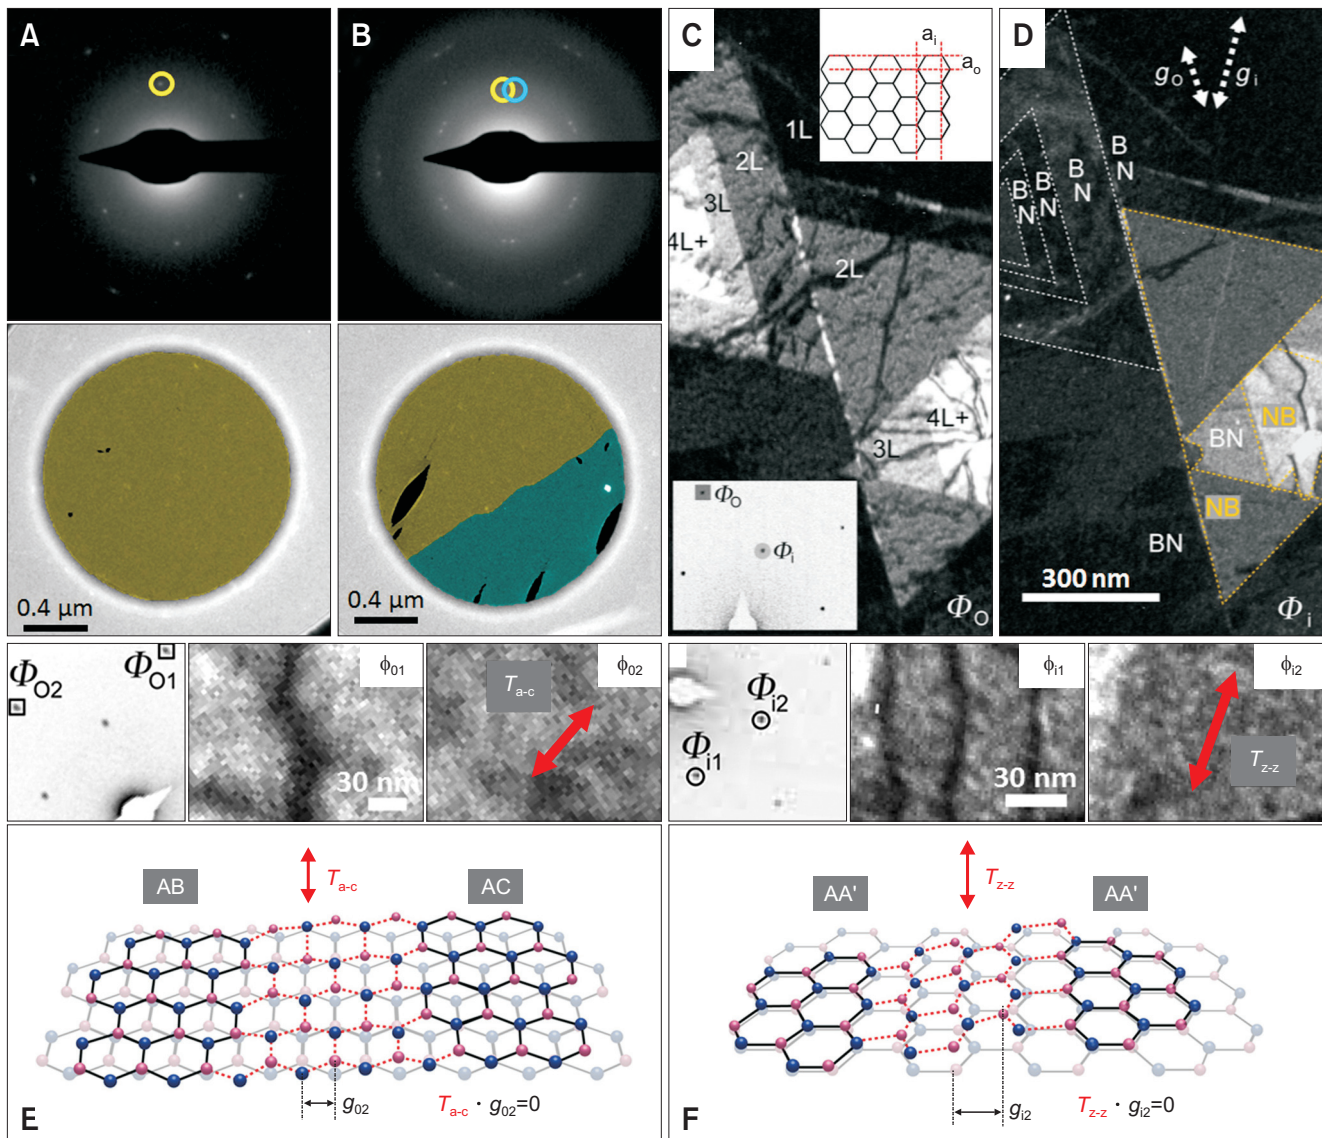 A
B
C
D
0.4 µm
0.4 µm
a_i
a_o
1L
2L
3L
4L+
2L
4L+
3L
Φ_O
Φ_i
Φ_O
g_O
g_i
B N
B N
B N
B N
NB
BN
NB
BN
300 nm
Φ_i
Φ_O2
Φ_O1
ϕ_01
30 nm
ϕ_02
T_a-c
Φ_i2
Φ_i1
ϕ_i1
30 nm
ϕ_i2
T_z-z
AB
T_a-c
AC
g_02
T_a-c · g_02=0
E
AA'
T_z-z
AA'
g_i2
T_z-z · g_i2=0
F